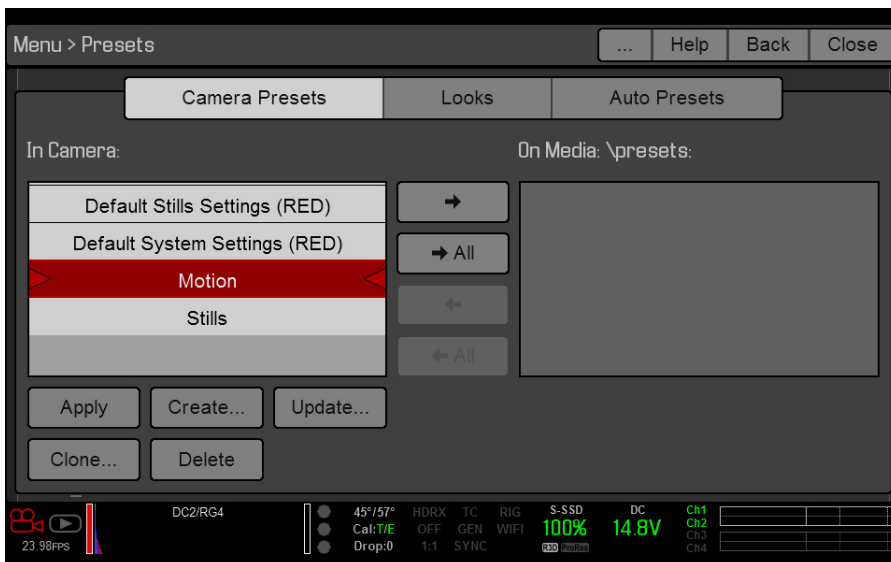 Menu > Presets
... Help Back Close
Camera Presets Looks Auto Presets
In Camera: On Media: \presets:
Default Stills Settings (RED)
Default System Settings (RED)
Motion
Stills
→
→ All
←
← All
Apply Create... Update...
Clone... Delete
DC2/RG4 45°/57° HDRX TC RIG S-SSD DC Ch1
Cal:T/E OFF GEN WIFI 100% 14.8V Ch2
23.98FPS Drop:0 1:1 SYNC R3D ProRes Ch3
Ch4